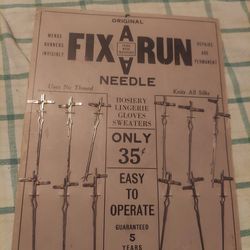 ORIGINAL
MENDS
RUNNERS
INVISIBLY
A
FIX A RUN
A
REPAIRS
ARE
PERMANENT
NEEDLE
Uses No Thread
Knits All Silks
HOSIERY
LINGERIE
GLOVES
SWEATERS
ONLY
35¢
EASY
TO
OPERATE
GUARANTEED
5
YEARS